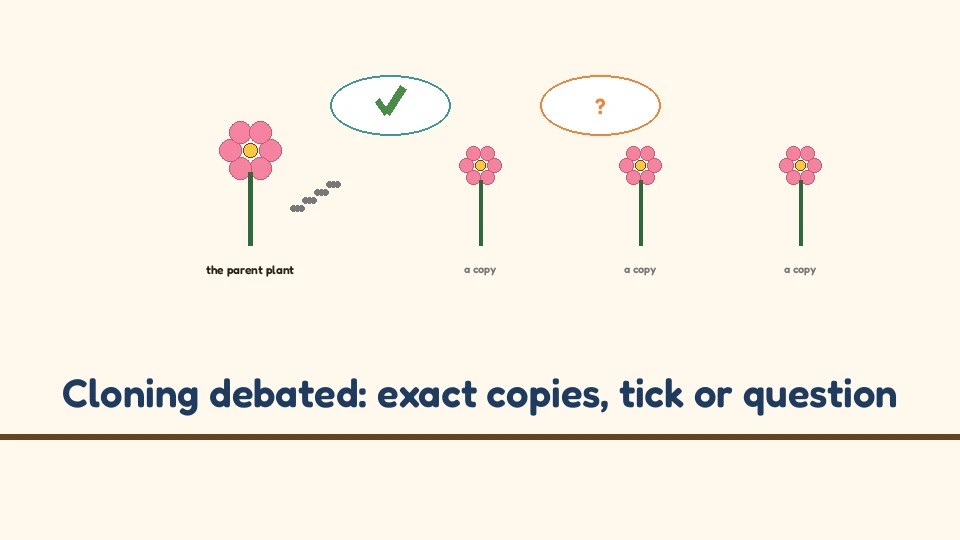 ?
the parent plant
a copy
a copy
a copy
Cloning debated: exact copies, tick or question